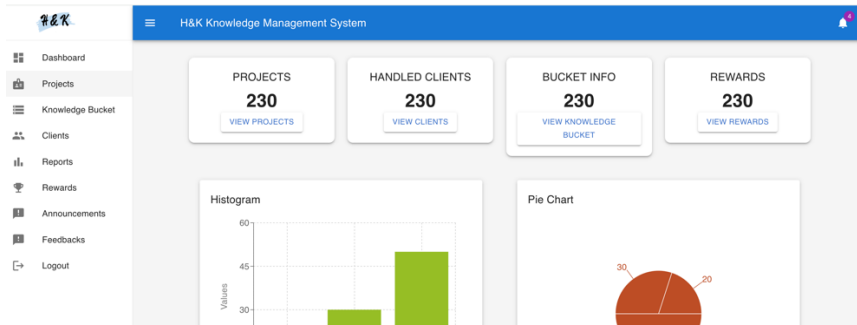 H&K
H&K Knowledge Management System
4
Dashboard
Projects
Knowledge Bucket
Clients
Reports
Rewards
Announcements
Feedbacks
Logout
PROJECTS
230
VIEW PROJECTS
HANDLED CLIENTS
230
VIEW CLIENTS
BUCKET INFO
230
VIEW KNOWLEDGE
BUCKET
REWARDS
230
VIEW REWARDS
Histogram
60
45
30
Values
Pie Chart
30
20